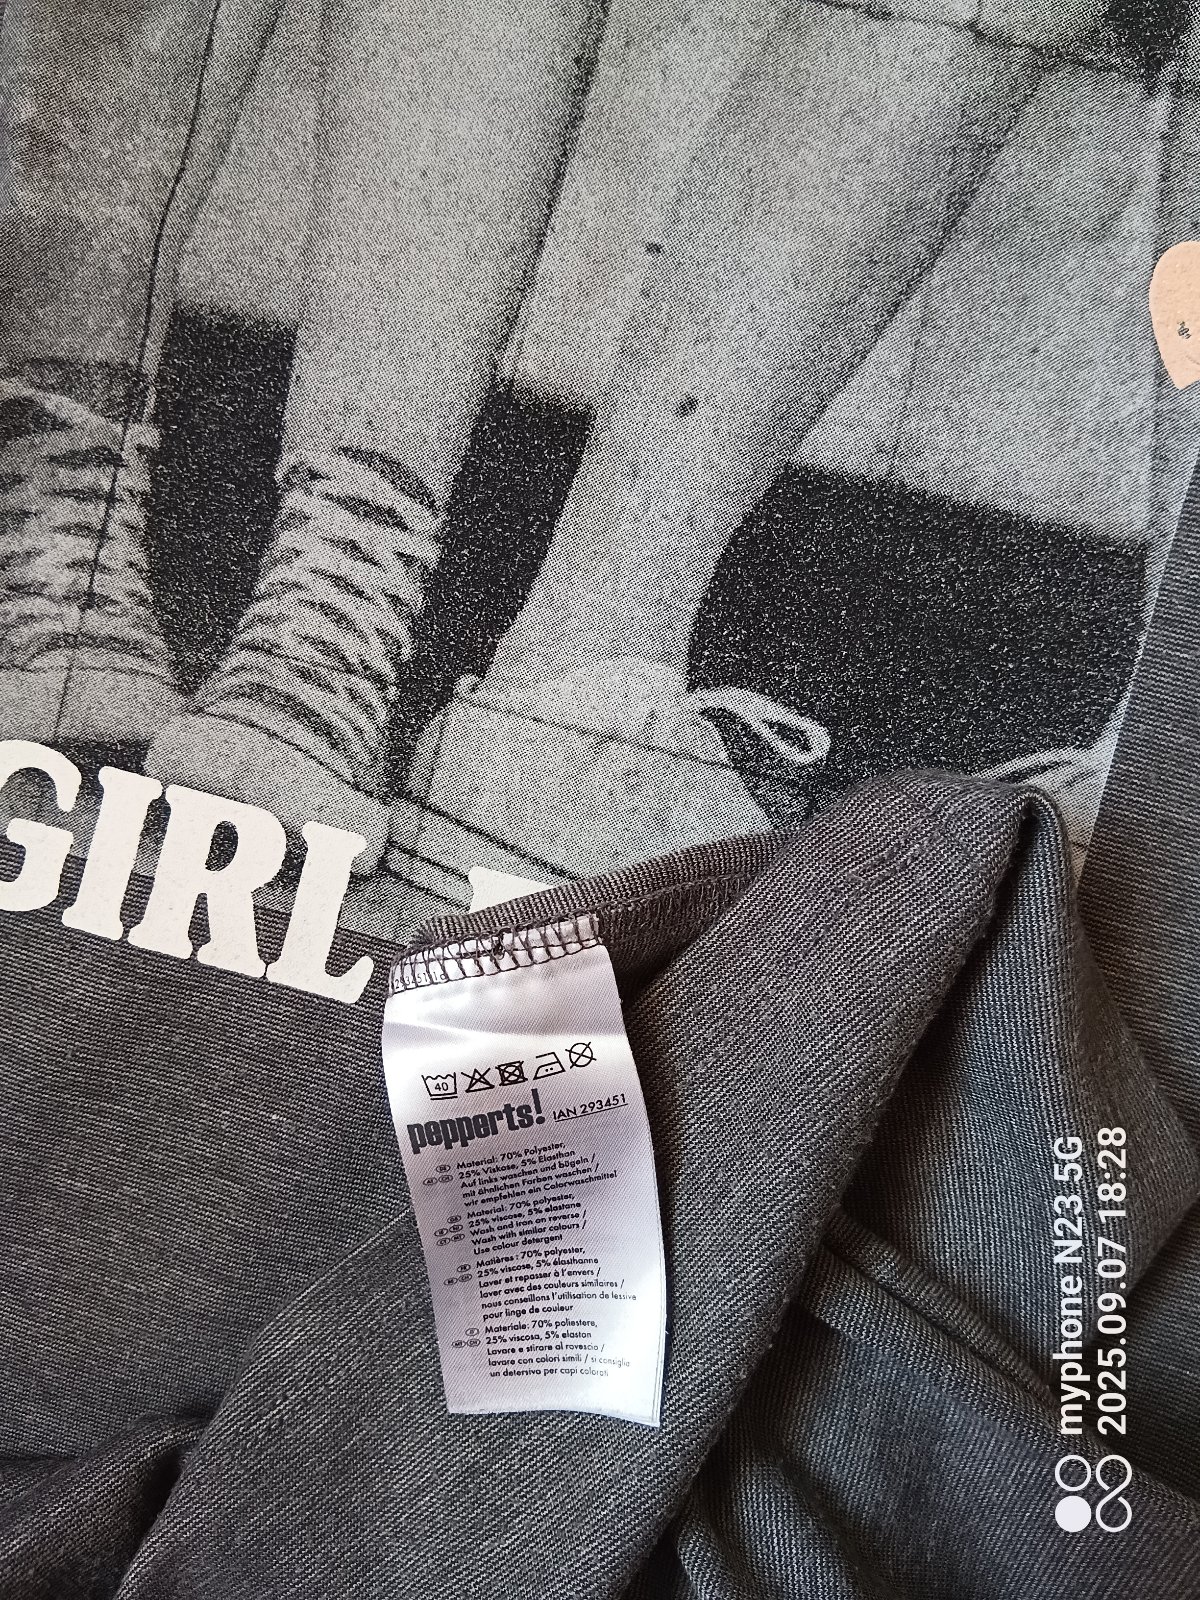 GIRL
40
pepperts! IAN 293451
Material: 70% Polyester,
25% Viskose, 5% Elasthan
Auf links waschen und bügeln /
mit ähnlichen Farben waschen /
wir empfehlen ein Colorwaschmittel
Material: 70% polyester,
25% viscose, 5% elastane
Wash and iron on reverse /
Wash with similar colours /
Use colour detergent
Matières : 70% polyester,
25% viscose, 5% élasthanne
Laver et repasser à l'envers /
laver avec des couleurs similaires /
nous conseillons l'utilisation de lessive
pour linge de couleur
Materiale: 70% poliestere,
25% viscosa, 5% elastan
Lavare e stirare al rovescio /
lavare con colori simili / si consiglia
un detersivo per capi colorati
myphone N23 5G
2025.09.07 18:28